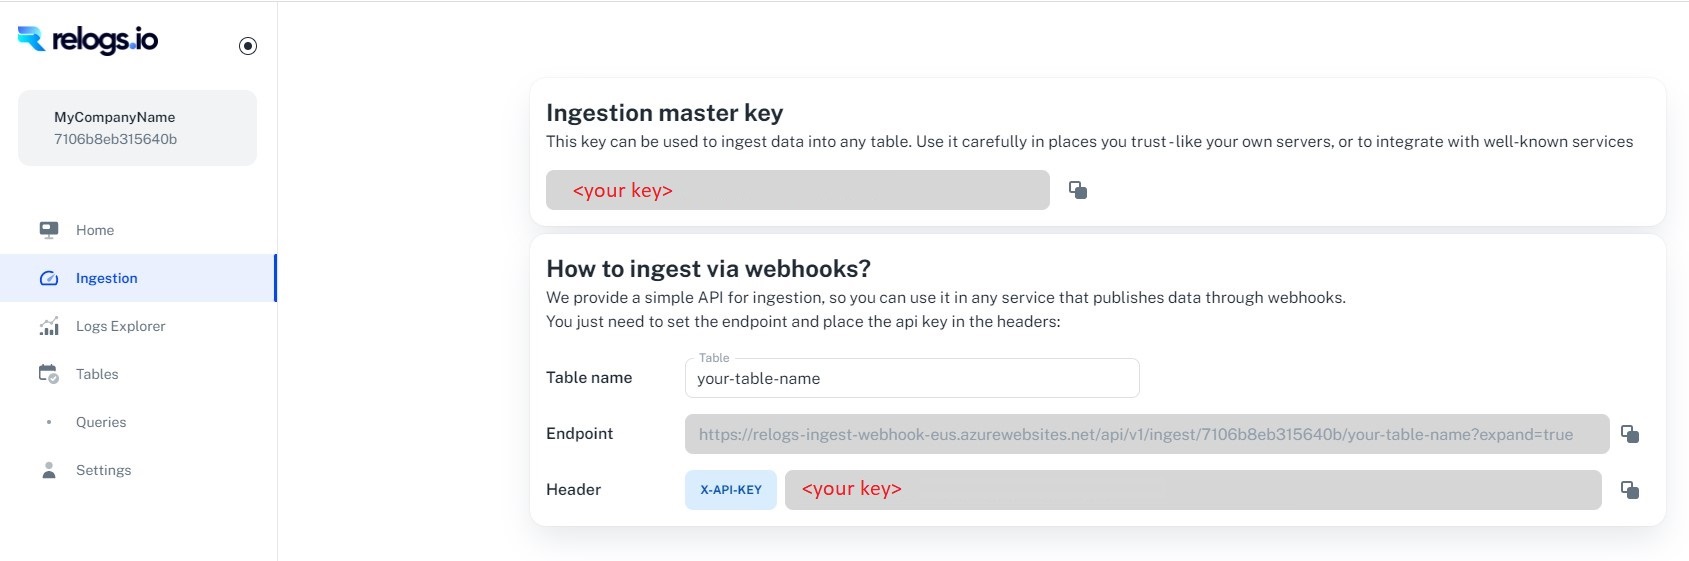 relogs.io
MyCompanyName
7106b8eb315640b
Home
Ingestion
Logs Explorer
Tables
Queries
Settings
Ingestion master key
This key can be used to ingest data into any table. Use it carefully in places you trust - like your own servers, or to integrate with well-known services
<your key>
How to ingest via webhooks?
We provide a simple API for ingestion, so you can use it in any service that publishes data through webhooks.
You just need to set the endpoint and place the api key in the headers:
Table
Table name your-table-name
Endpoint https://relogs-ingest-webhook-eus.azurewebsites.net/api/v1/ingest/7106b8eb315640b/your-table-name?expand=true
Header X-API-KEY <your key>